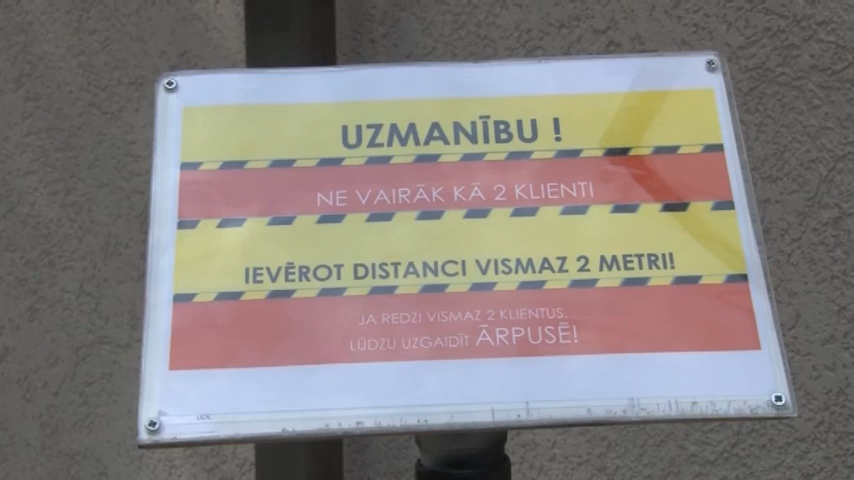 UZMANĪBU !
NE VAIRĀK KĀ 2 KLIENTI
IEVĒROT DISTANCI VISMAZ 2 METRI!
JA REDZI VISMAZ 2 KLIENTUS,
LŪDZU UZGAIDĪT ĀRPUSĒ!